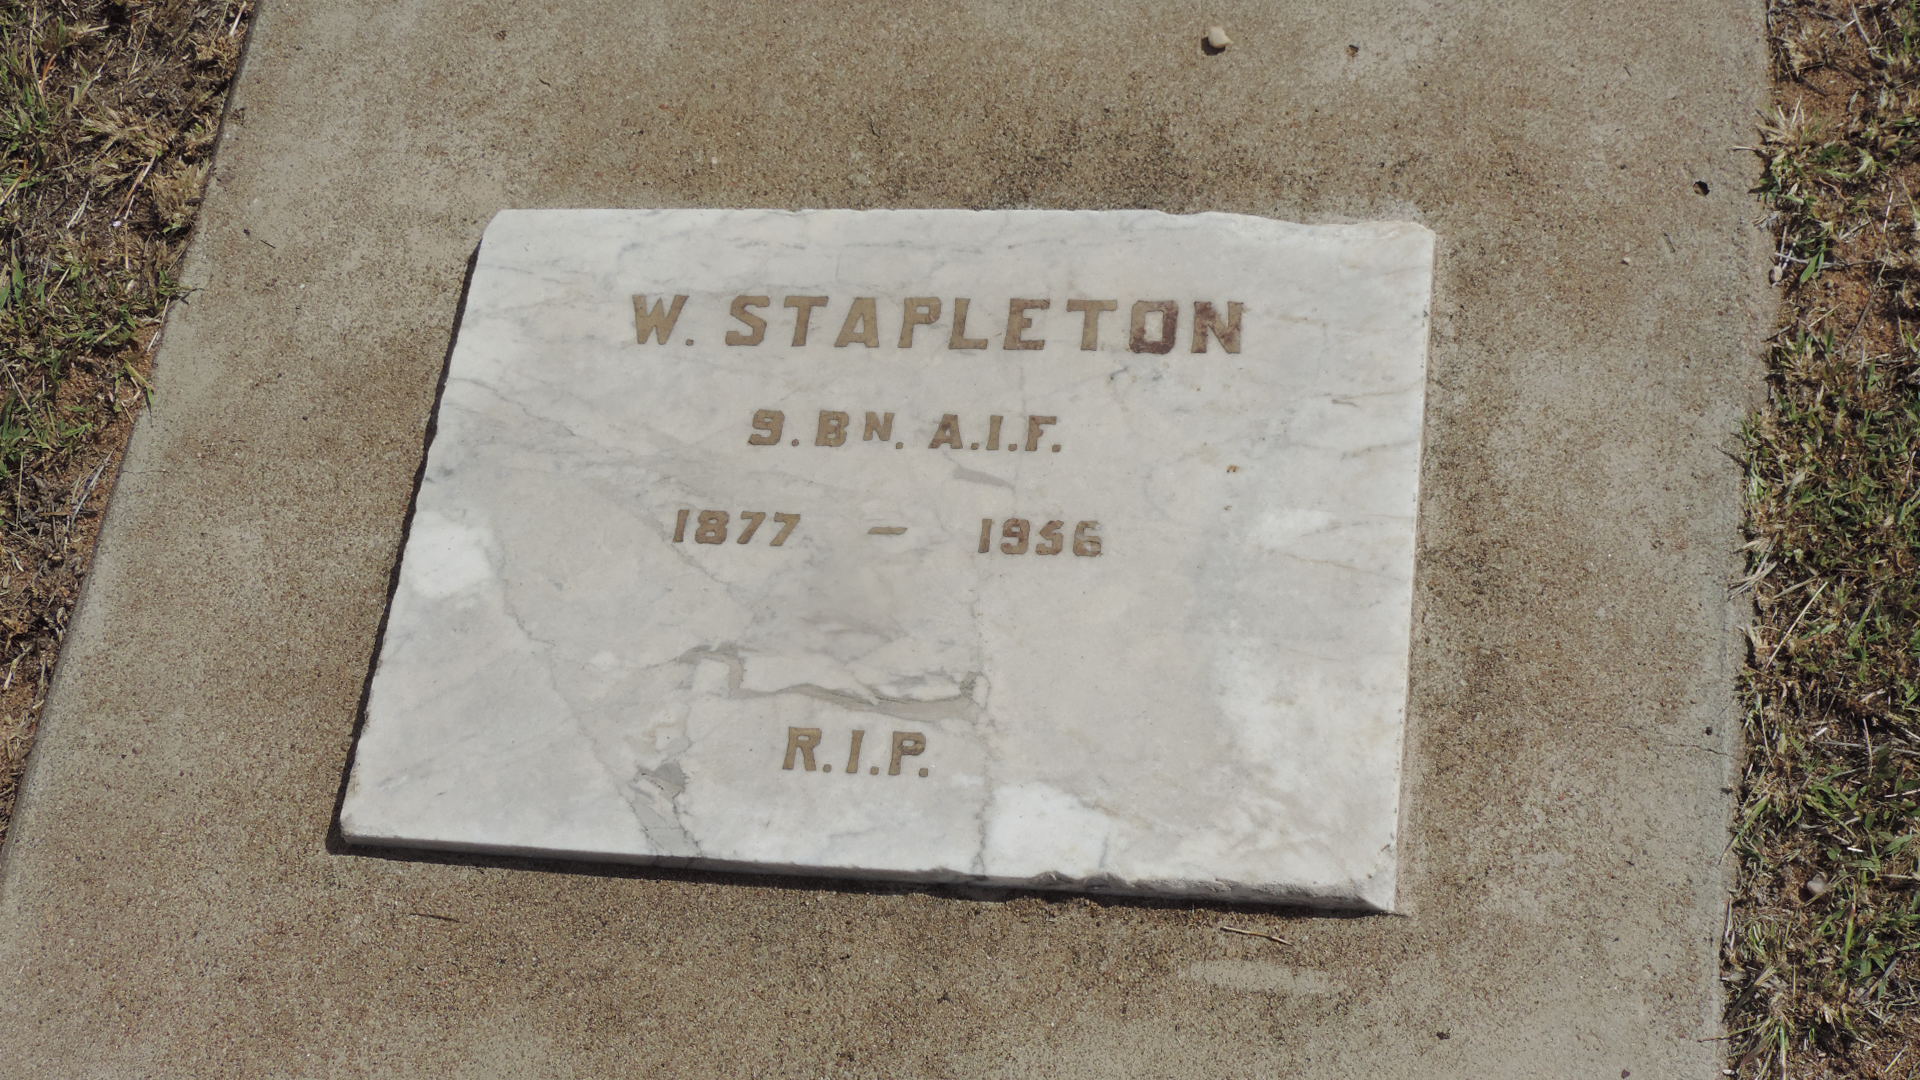 W. STAPLETON
9. BN. A.I.F.
1877 - 1956
R.I.P.